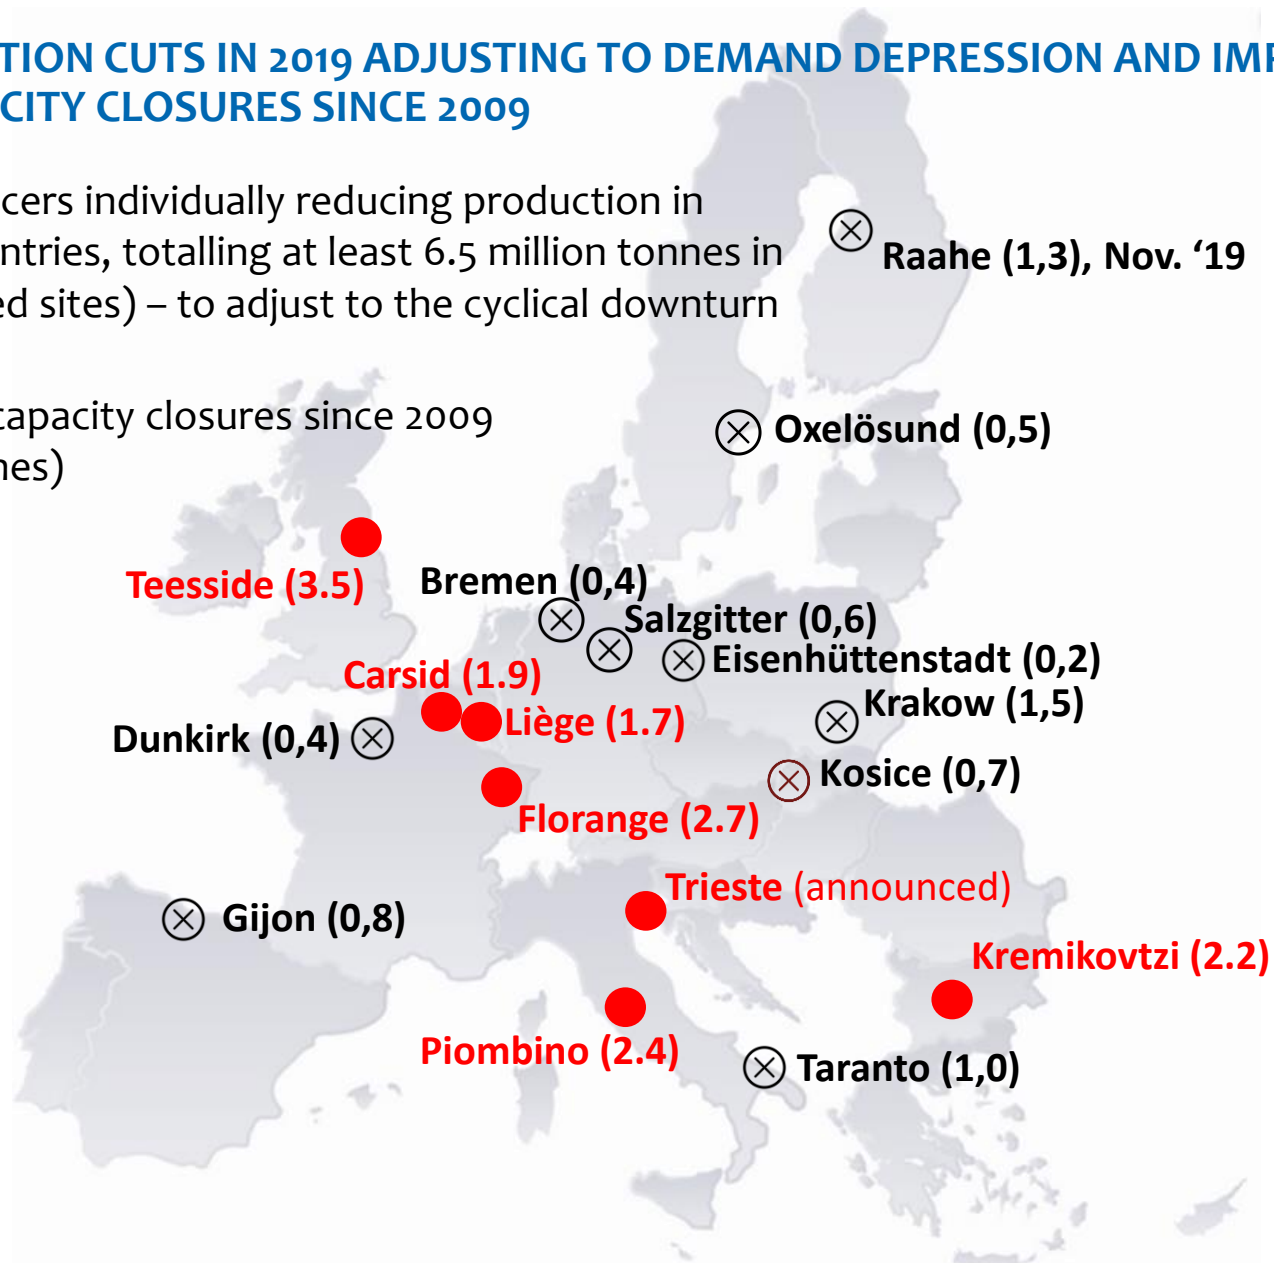 TION CUTS IN 2019 ADJUSTING TO DEMAND DEPRESSION AND IMP
CITY CLOSURES SINCE 2009
cers individually reducing production in
ntries, totalling at least 6.5 million tonnes in
ed sites) – to adjust to the cyclical downturn
Raahe (1,3), Nov. ‘19
capacity closures since 2009
nes)
Oxelösund (0,5)
Teesside (3.5)
Bremen (0,4)
Salzgitter (0,6)
Eisenhüttenstadt (0,2)
Carsid (1.9)
Krakow (1,5)
Liège (1.7)
Dunkirk (0,4)
Kosice (0,7)
Florange (2.7)
Trieste (announced)
Gijon (0,8)
Kremikovtzi (2.2)
Piombino (2.4)
Taranto (1,0)